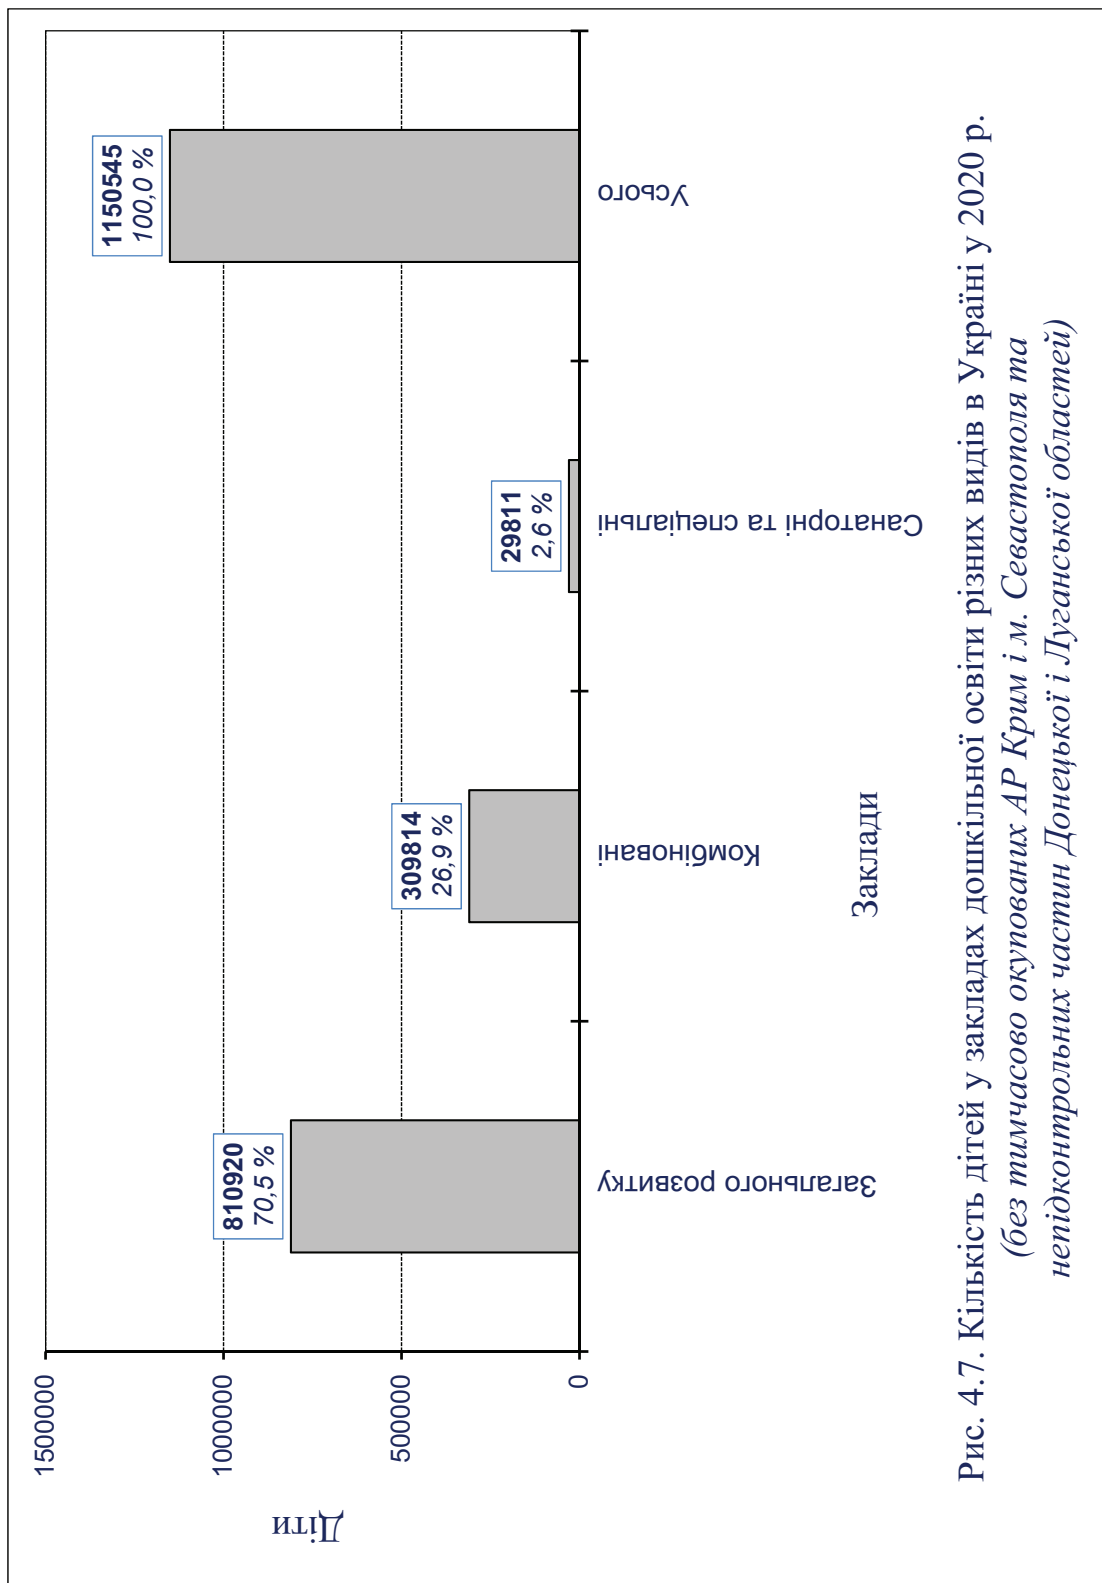 Діти
1500000
1000000
500000
0
810920
70,5 %
309814
26,9 %
29811
2,6 %
1150545
100,0 %
Загального розвитку
Комбіновані
Санаторні та спеціальні
Усього
Заклади
Рис. 4.7. Кількість дітей у закладах дошкільної освіти різних видів в Україні у 2020 р.
(без тимчасово окупованих АР Крим і м. Севастополя та
непідконтрольних частин Донецької і Луганської областей)